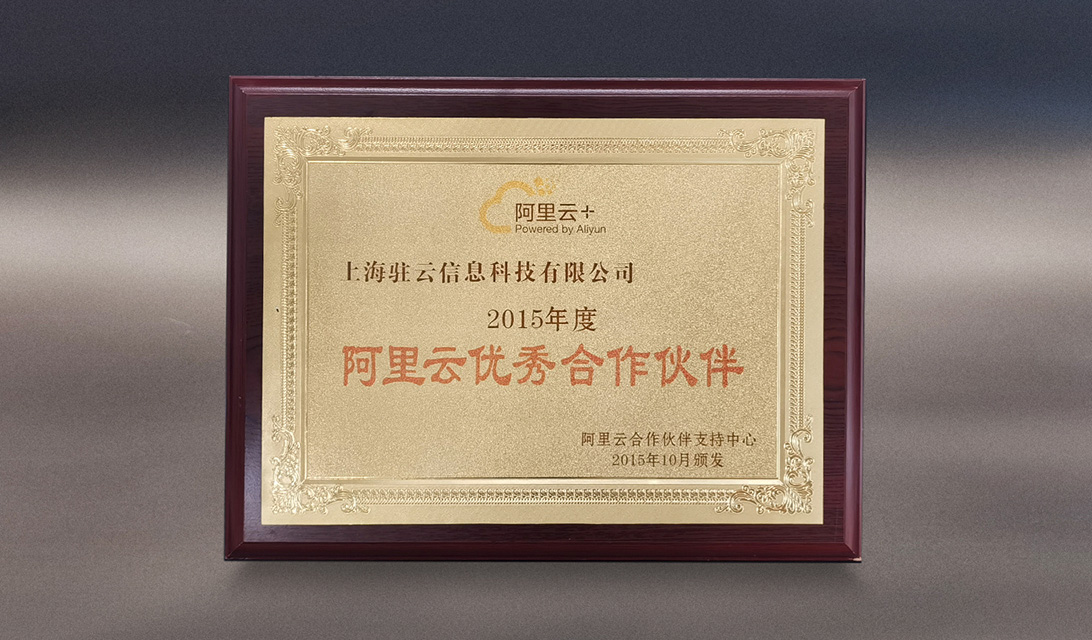 阿里云+
Powered by Aliyun
上海驻云信息科技有限公司
2015年度
阿里云优秀合作伙伴
阿里云合作伙伴支持中心
2015年10月颁发